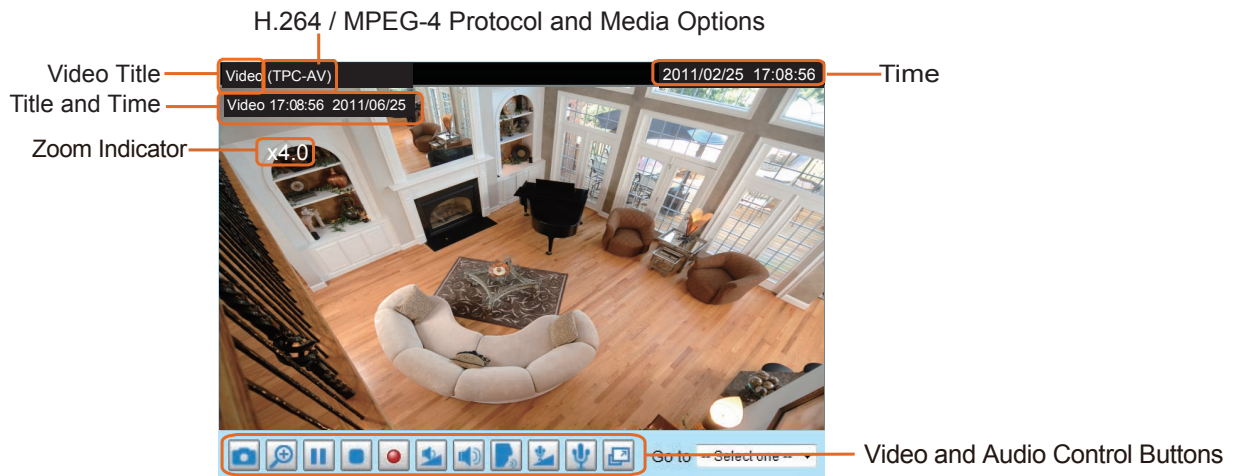 H.264 / MPEG-4 Protocol and Media Options
Video Title
Video (TPC-AV)
2011/02/25 17:08:56
Time
Title and Time
Video 17:08:56 2011/06/25
Zoom Indicator
x4.0
Go to
-- Select one --
Video and Audio Control Buttons